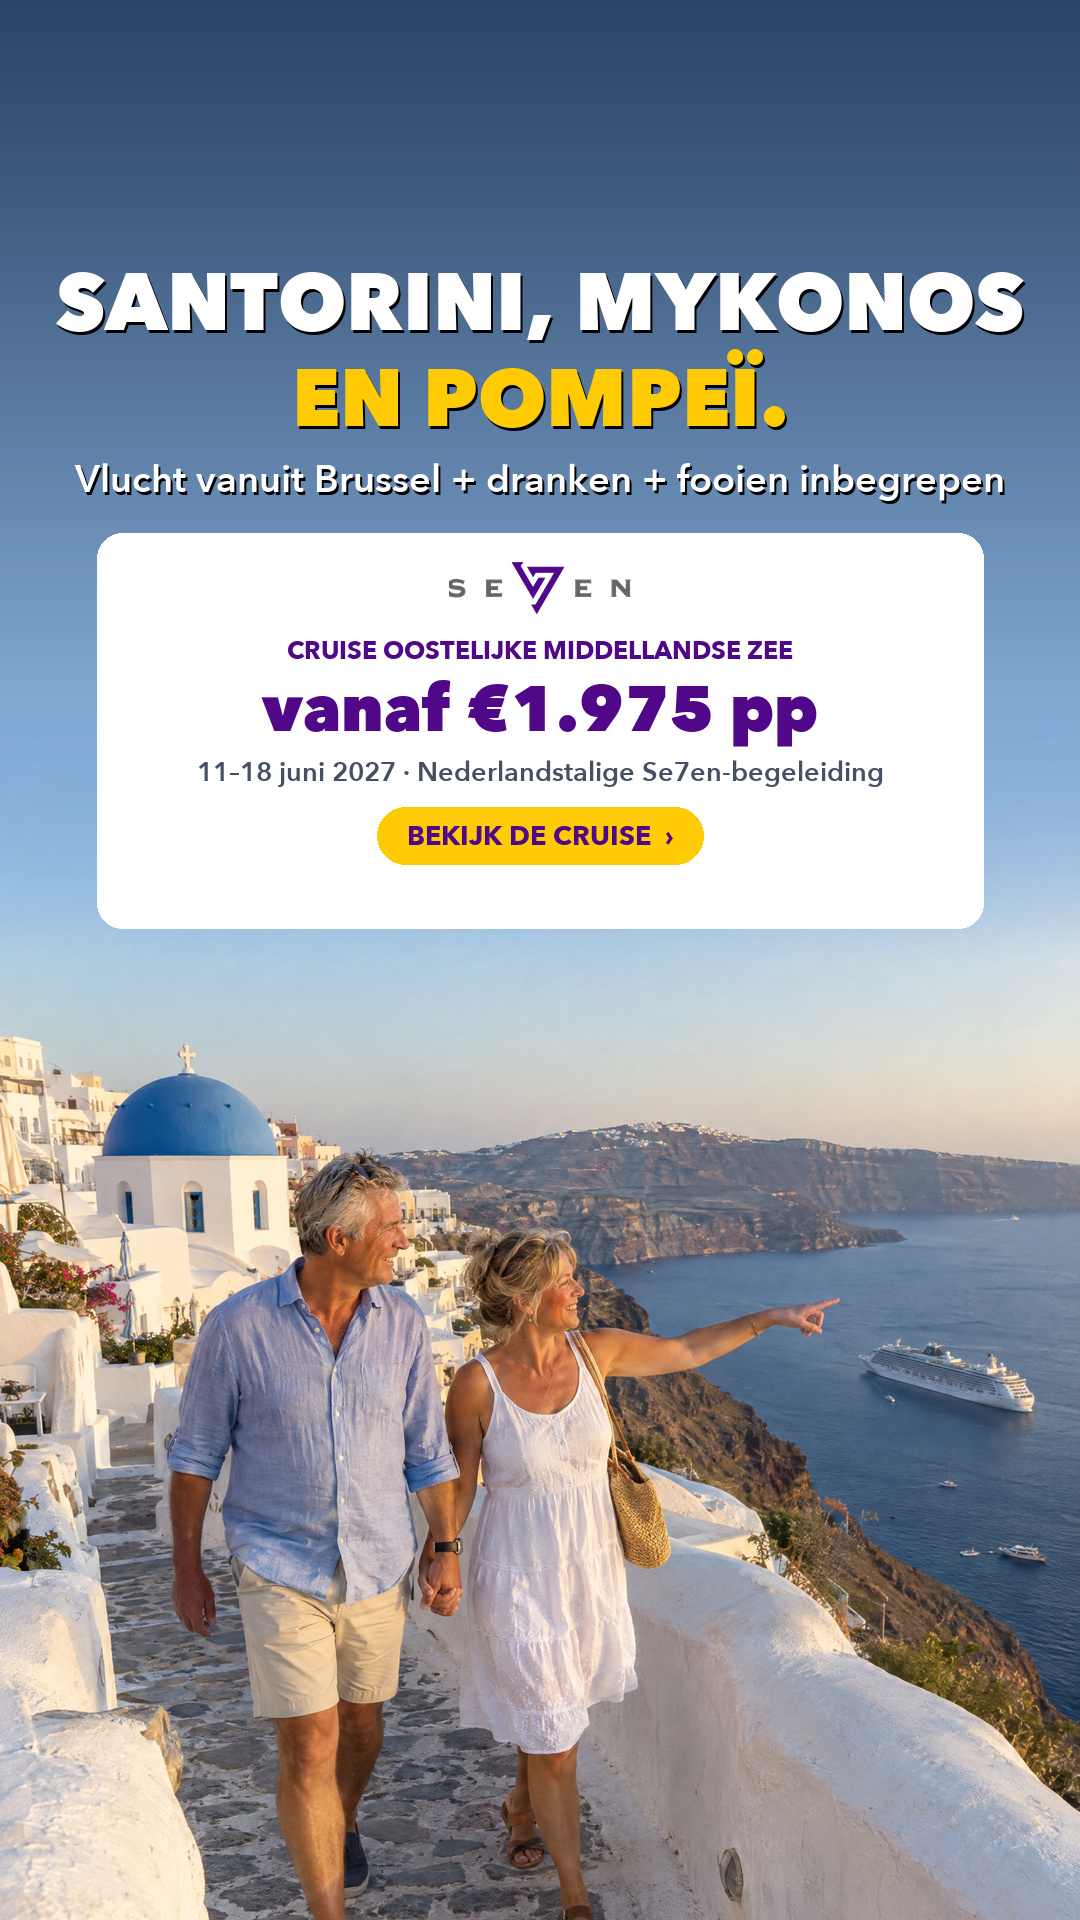 SANTORINI, MYKONOS
EN POMPEÏ.
Vlucht vanuit Brussel + dranken + fooien inbegrepen
SE7EN
CRUISE OOSTELIJKE MIDDELLANDSE ZEE
vanaf €1.975 pp
11–18 juni 2027 · Nederlandstalige Se7en-begeleiding
BEKIJK DE CRUISE ›